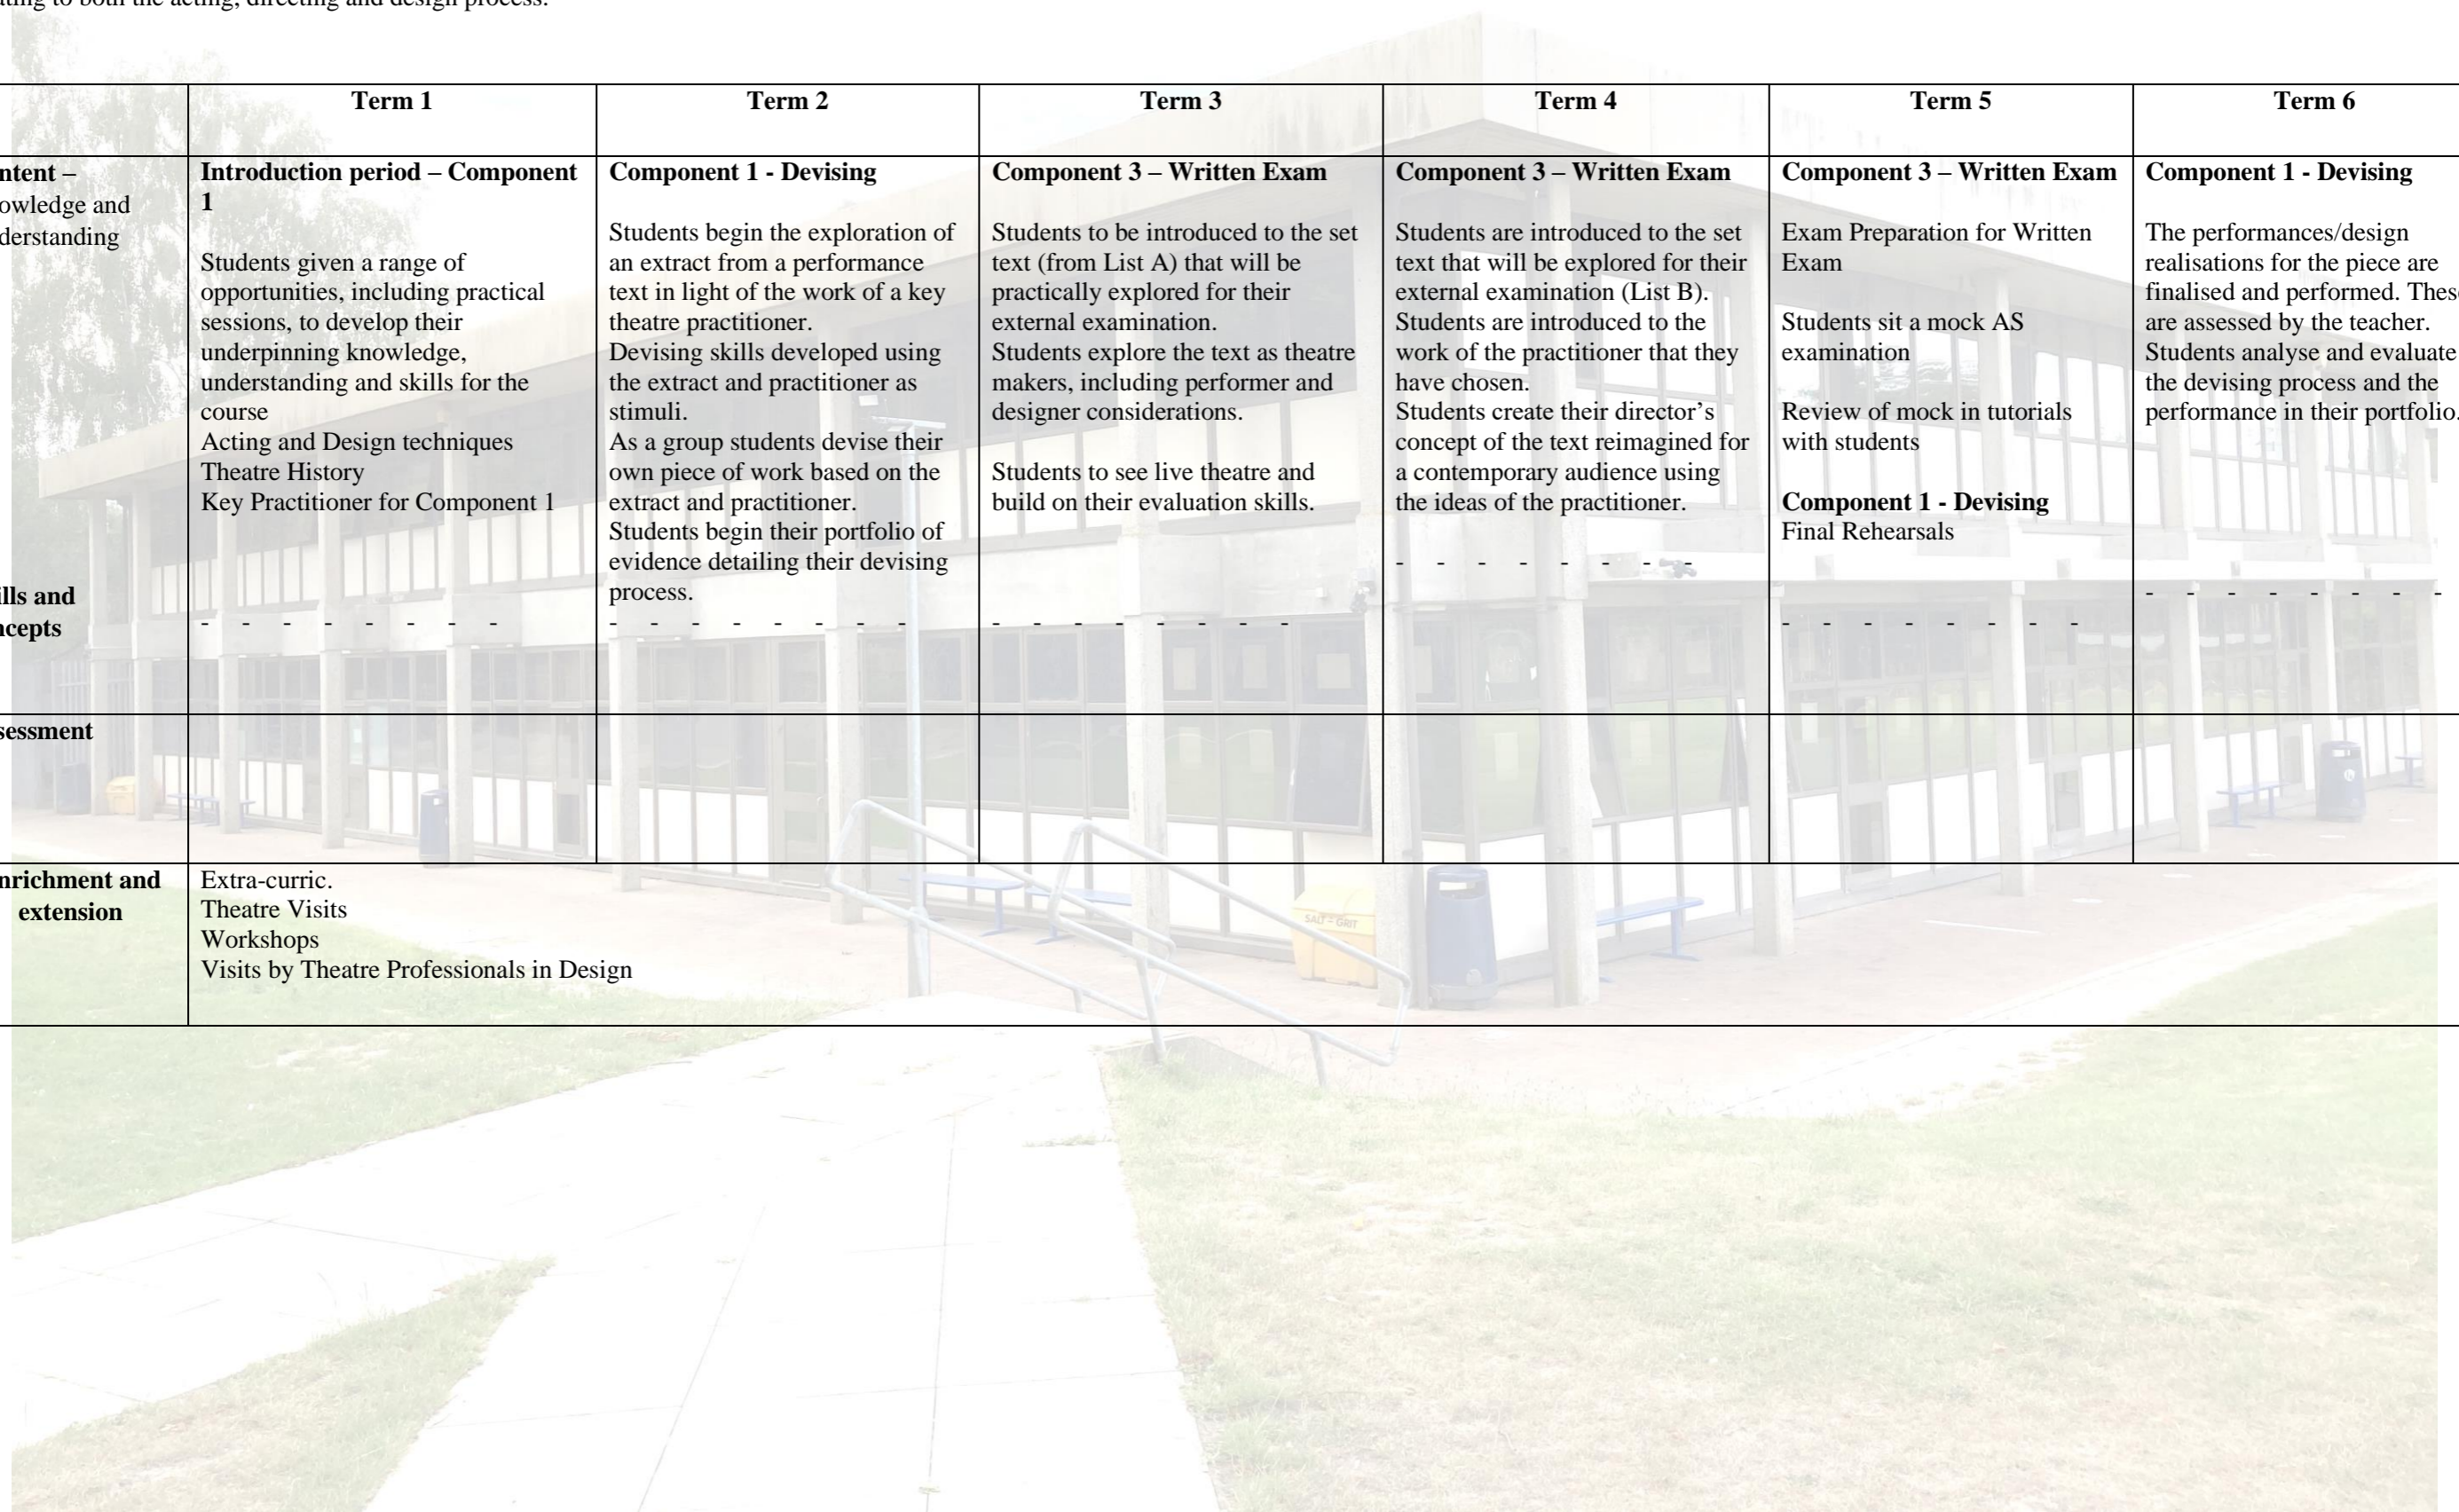 ating to both the acting, directing and design process.
Term 1
Term 2
Term 3
Term 4
Term 5
Term 6
ntent –
owledge and
derstanding
ills and
ncepts
Introduction period – Component
1
Students given a range of
opportunities, including practical
sessions, to develop their
underpinning knowledge,
understanding and skills for the
course
Acting and Design techniques
Theatre History
Key Practitioner for Component 1
- - - - - - - -
Component 1 - Devising
Students begin the exploration of
an extract from a performance
text in light of the work of a key
theatre practitioner.
Devising skills developed using
the extract and practitioner as
stimuli.
As a group students devise their
own piece of work based on the
extract and practitioner.
Students begin their portfolio of
evidence detailing their devising
process.
- - - - - - - -
Component 3 – Written Exam
Students to be introduced to the set
text (from List A) that will be
practically explored for their
external examination.
Students explore the text as theatre
makers, including performer and
designer considerations.
Students to see live theatre and
build on their evaluation skills.
- - - - - - - -
Component 3 – Written Exam
Students are introduced to the set
text that will be explored for their
external examination (List B).
Students are introduced to the
work of the practitioner that they
have chosen.
Students create their director’s
concept of the text reimagined for
a contemporary audience using
the ideas of the practitioner.
- - - - - - - -
Component 3 – Written Exam
Exam Preparation for Written
Exam
Students sit a mock AS
examination
Review of mock in tutorials
with students
Component 1 - Devising
Final Rehearsals
- - - - - - - -
Component 1 - Devising
The performances/design
realisations for the piece are
finalised and performed. These
are assessed by the teacher.
Students analyse and evaluate
the devising process and the
performance in their portfolio.
- - - - - - - -
sessment
nrichment and
extension
Extra-curric.
Theatre Visits
Workshops
Visits by Theatre Professionals in Design
SALT – GRIT